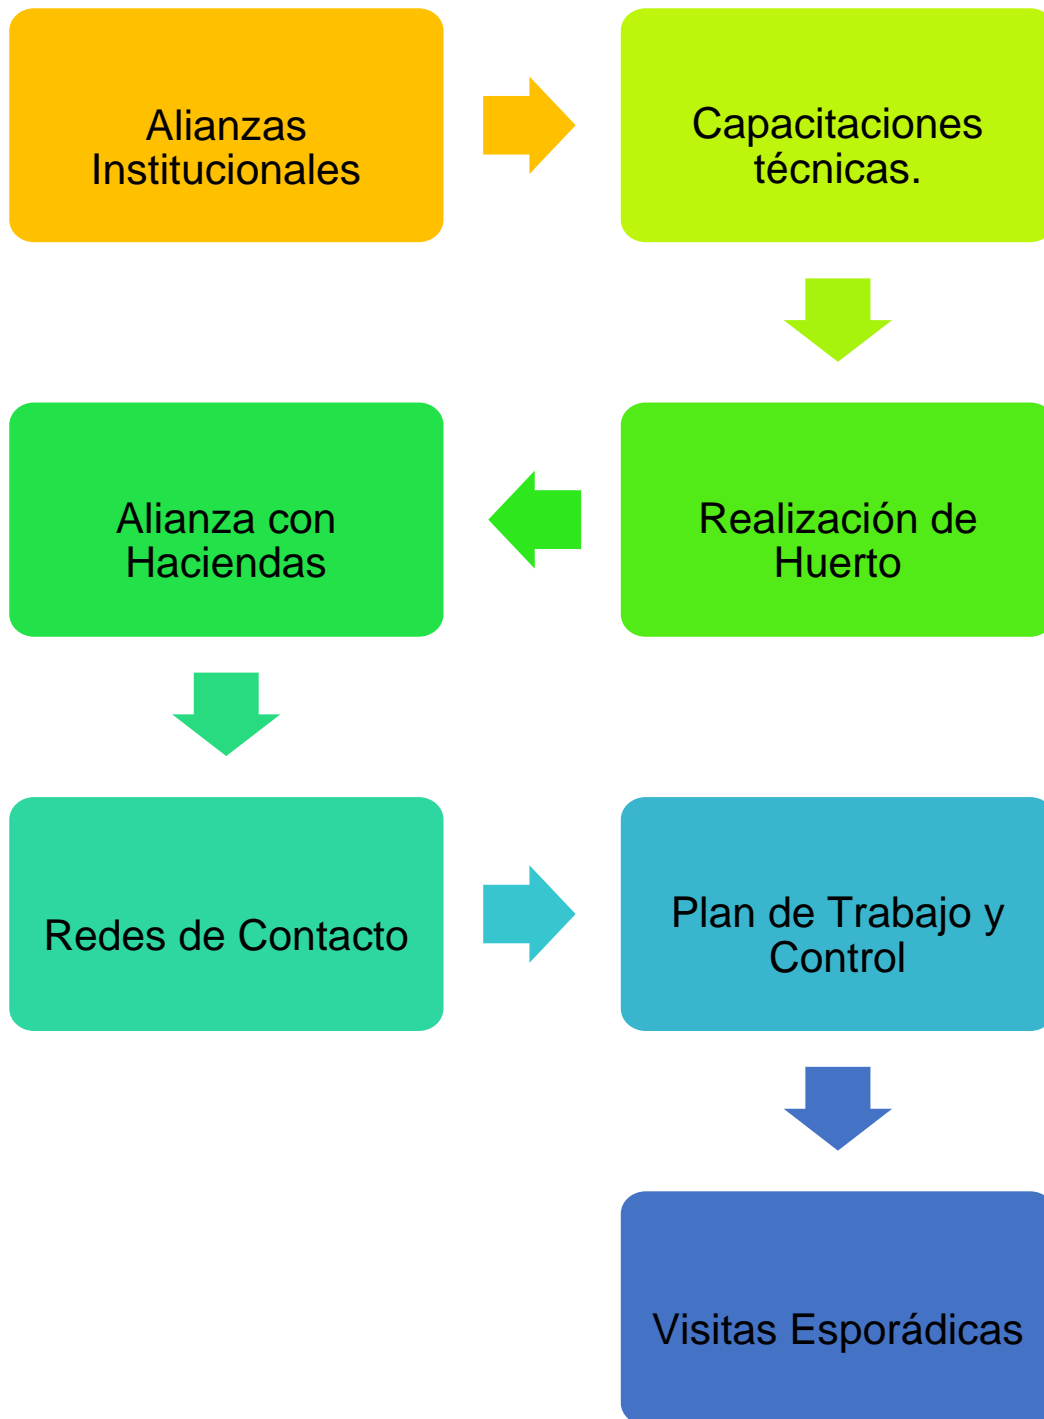 Alianzas
Institucionales
Capacitaciones
técnicas.
Realización de
Huerto
Alianza con
Haciendas
Redes de Contacto
Plan de Trabajo y
Control
Visitas Esporádicas